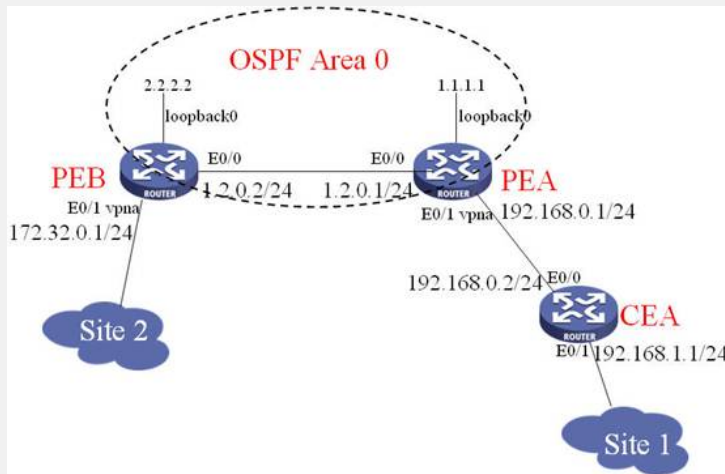 OSPF Area 0
2.2.2.2
1.1.1.1
loopback0
loopback0
E0/0
E0/0
PEB
ROUTER
ROUTER
PEA
1.2.0.2/24
1.2.0.1/24
E0/1 vpna
E0/1 vpna
192.168.0.1/24
172.32.0.1/24
192.168.0.2/24
E0/0
Site 2
CEA
ROUTER
E0/1
192.168.1.1/24
Site 1